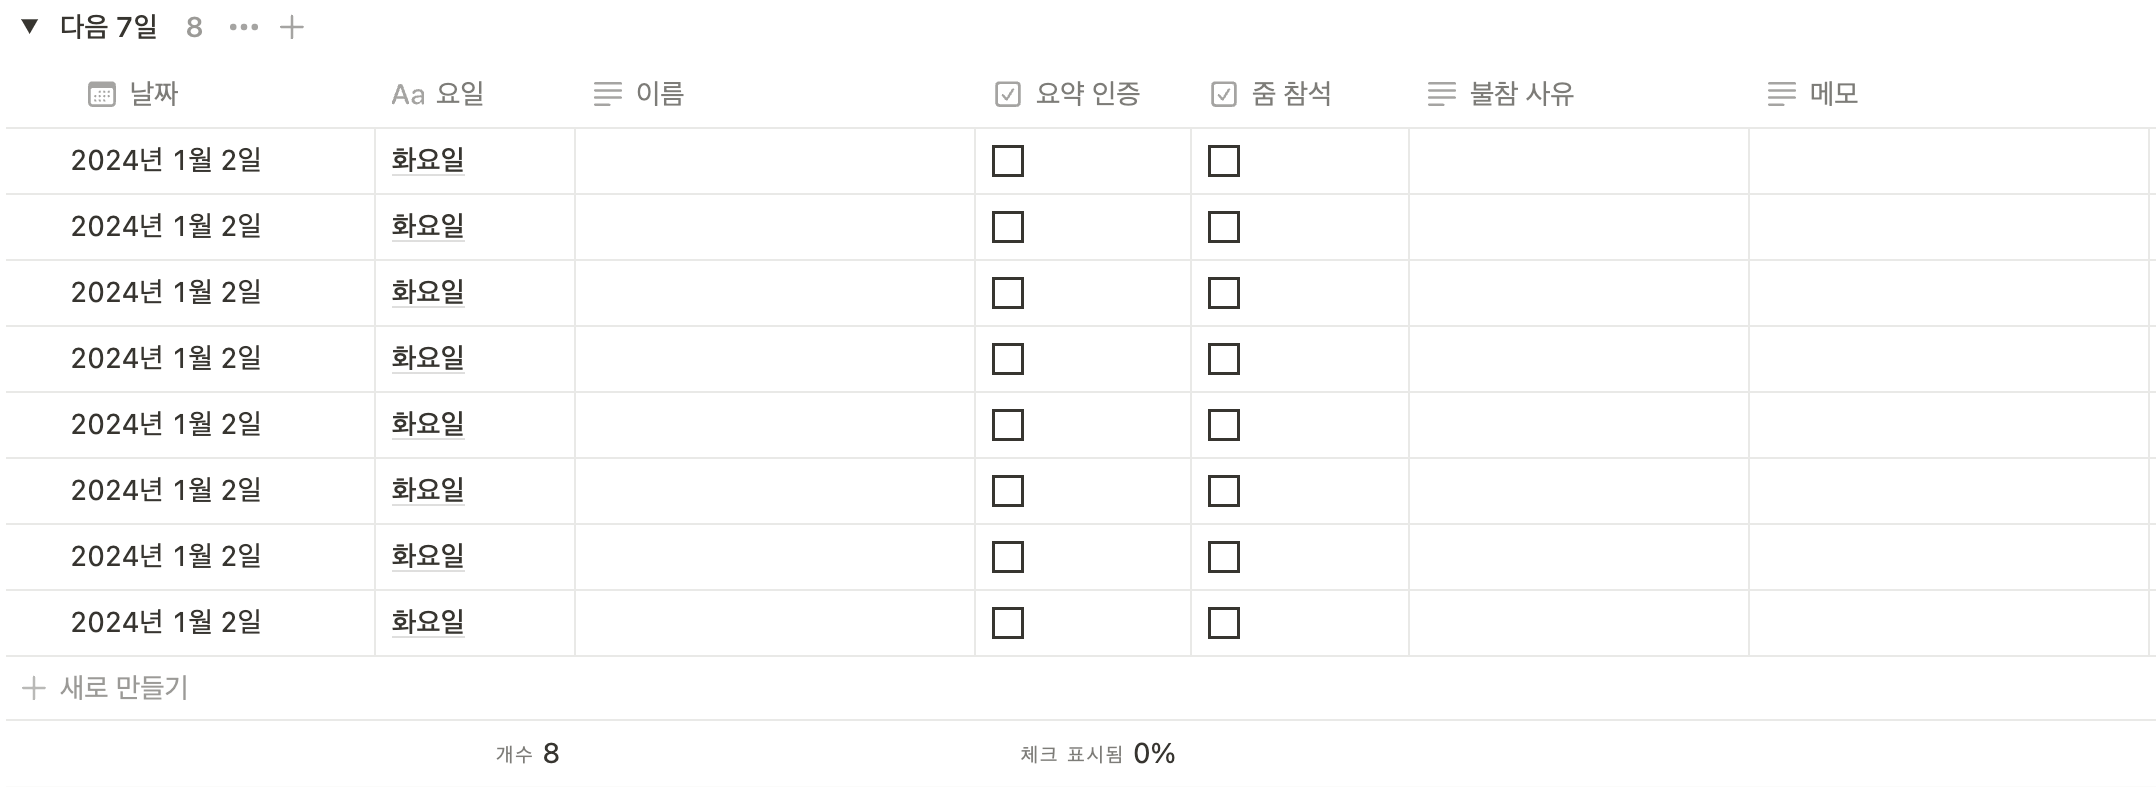 다음 7일 8
날짜 Aa 요일 이름 요약 인증 줌 참석 불참 사유 메모
2024년 1월 2일 화요일
2024년 1월 2일 화요일
2024년 1월 2일 화요일
2024년 1월 2일 화요일
2024년 1월 2일 화요일
2024년 1월 2일 화요일
2024년 1월 2일 화요일
2024년 1월 2일 화요일
새로 만들기
개수 8 체크 표시됨 0%